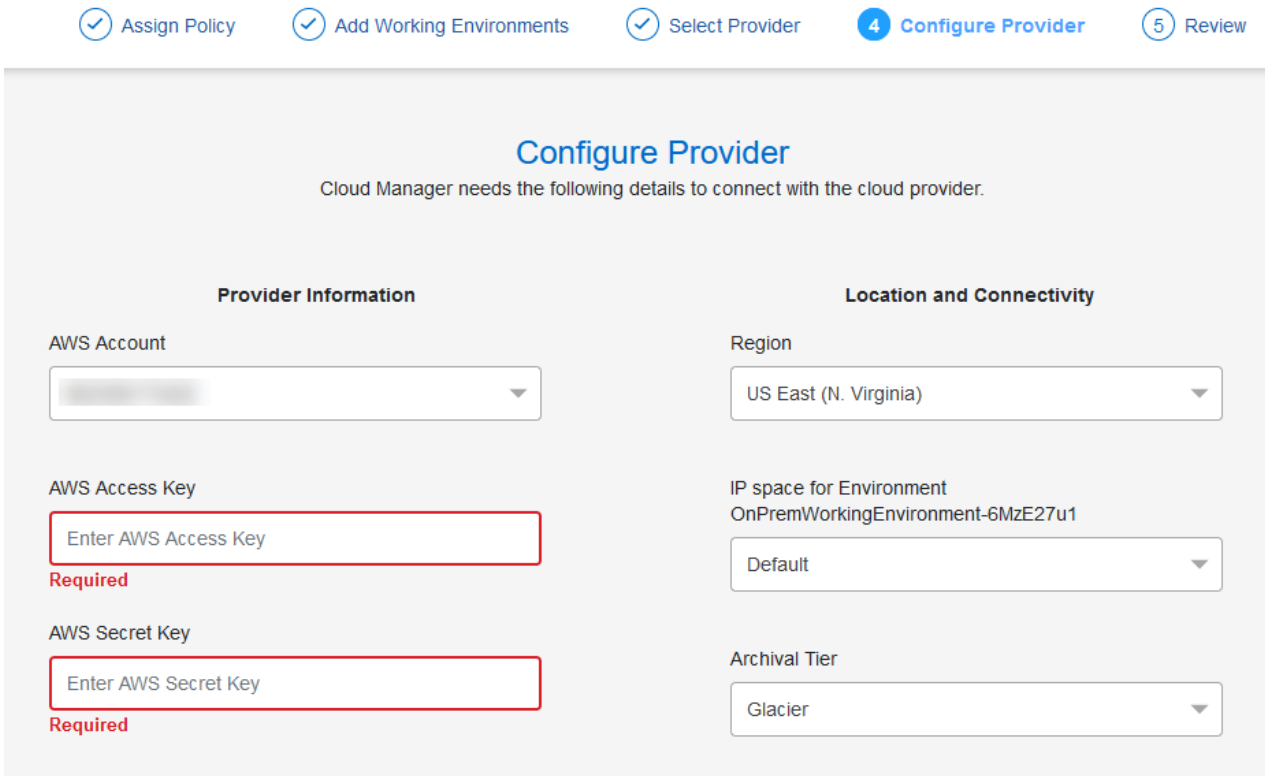 Assign Policy
Add Working Environments
Select Provider
4 Configure Provider
5 Review
Configure Provider
Cloud Manager needs the following details to connect with the cloud provider.
Provider Information
AWS Account
AWS Access Key
Enter AWS Access Key
Required
AWS Secret Key
Enter AWS Secret Key
Required
Location and Connectivity
Region
US East (N. Virginia)
IP space for Environment
OnPremWorkingEnvironment-6MzE27u1
Default
Archival Tier
Glacier